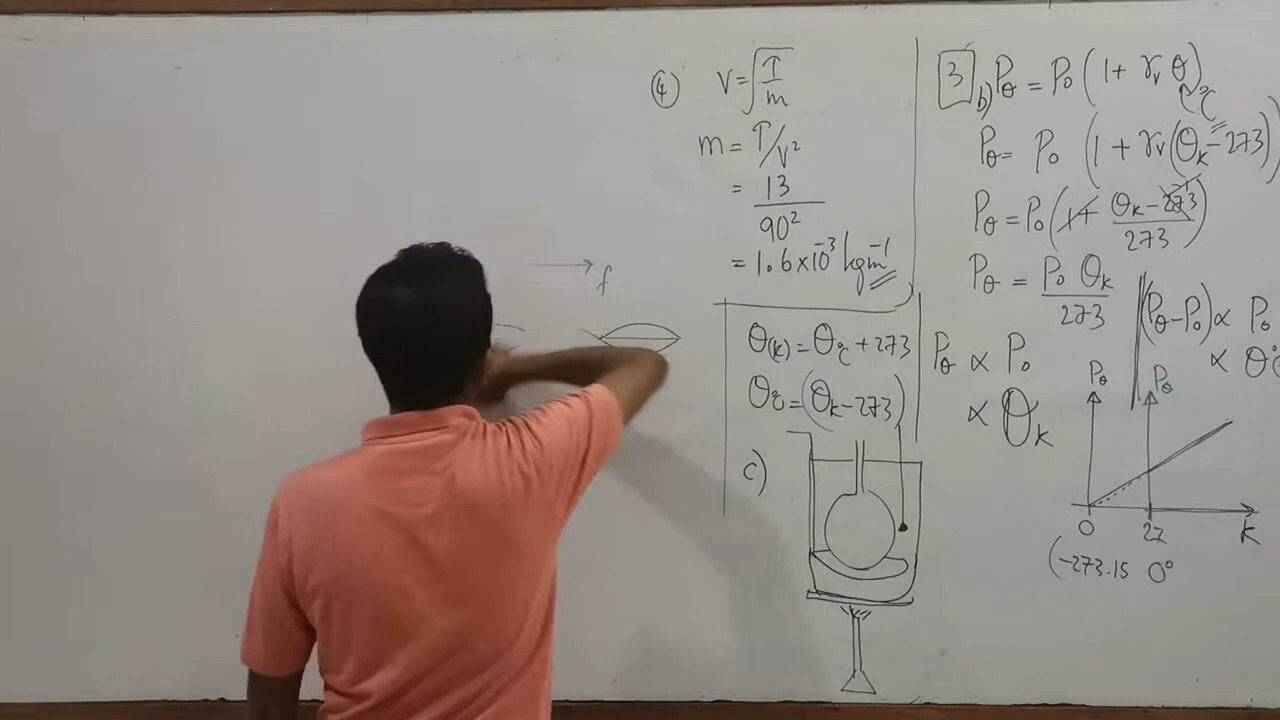 f
④ V = √(T/m)
m = T/V²
= 13/90²
= 1.6×10⁻³ kgm⁻¹
θ(K) = θ°C + 273
θ°C = (θK − 273)
c)
3 b) Pθ = P₀ (1 + γv θ)
°C
Pθ = P₀ (1 + γv (θK − 273))
Pθ = P₀ (1 + (θK − 273)/273)
Pθ = P₀ θK/273
Pθ ∝ P₀
∝ θK
(Pθ − P₀) ∝ P₀
∝ θ°C
Pθ Pθ
0 27 K
(−273.15 0°